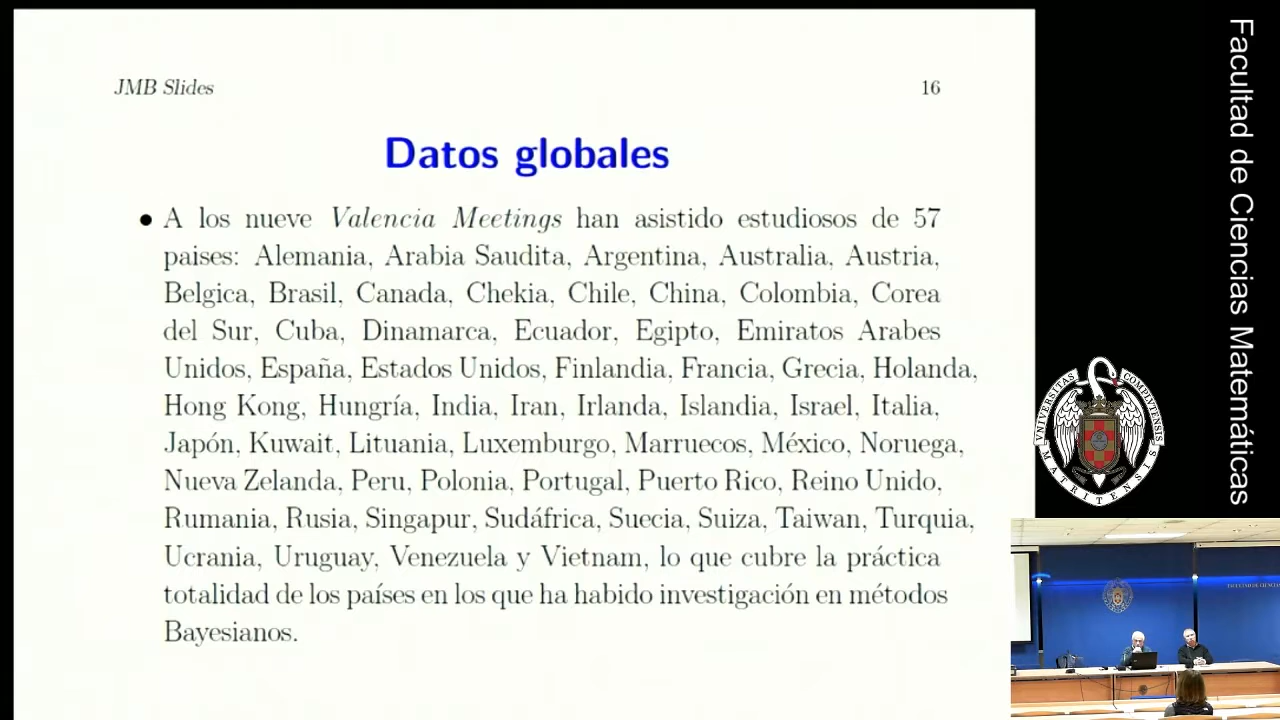 JMB Slides
16
Datos globales
• A los nueve Valencia Meetings han asistido estudiosos de 57
paises: Alemania, Arabia Saudita, Argentina, Australia, Austria,
Belgica, Brasil, Canada, Chekia, Chile, China, Colombia, Corea
del Sur, Cuba, Dinamarca, Ecuador, Egipto, Emiratos Arabes
Unidos, España, Estados Unidos, Finlandia, Francia, Grecia, Holanda,
Hong Kong, Hungría, India, Iran, Irlanda, Islandia, Israel, Italia,
Japón, Kuwait, Lituania, Luxemburgo, Marruecos, México, Noruega,
Nueva Zelanda, Peru, Polonia, Portugal, Puerto Rico, Reino Unido,
Rumania, Rusia, Singapur, Sudáfrica, Suecia, Suiza, Taiwan, Turquia,
Ucrania, Uruguay, Venezuela y Vietnam, lo que cubre la práctica
totalidad de los países en los que ha habido investigación en métodos
Bayesianos.
Facultad de Ciencias Matemáticas
VNIVERSITAS COMPLVTENSIS
MATRITENSIS